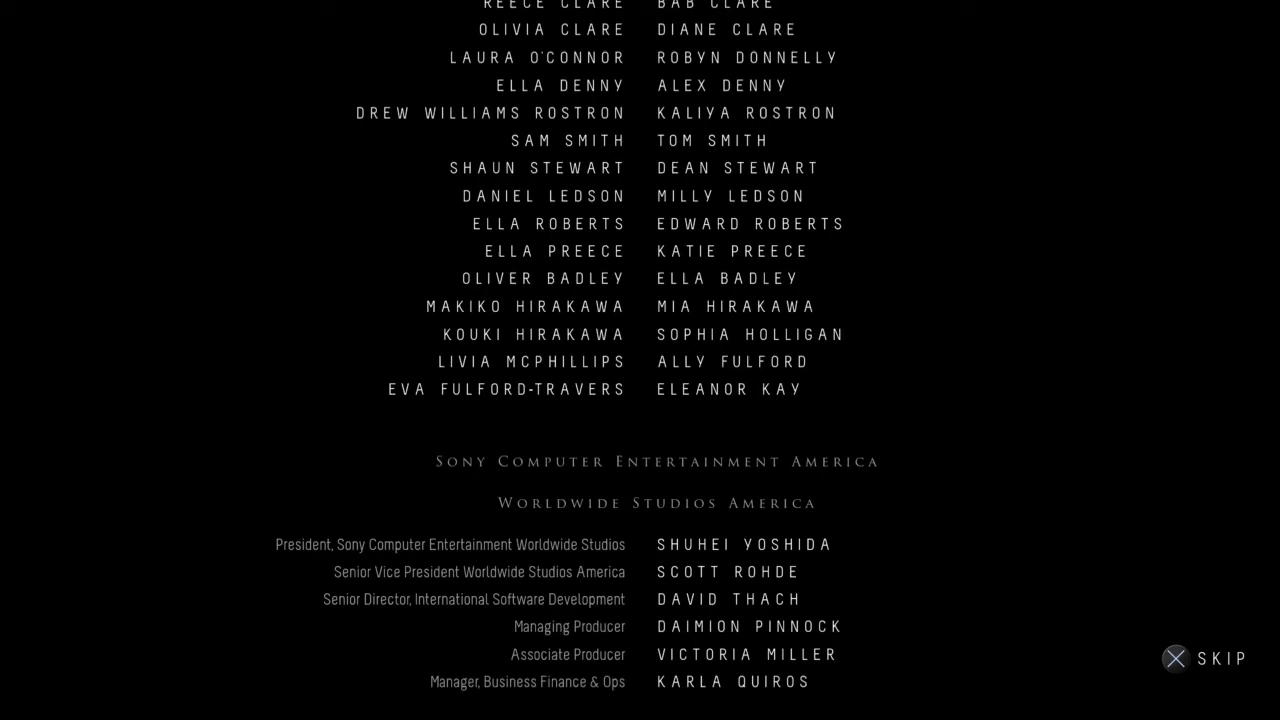 REECE CLARE BAB CLARE
OLIVIA CLARE DIANE CLARE
LAURA O'CONNOR ROBYN DONNELLY
ELLA DENNY ALEX DENNY
DREW WILLIAMS ROSTRON KALIYA ROSTRON
SAM SMITH TOM SMITH
SHAUN STEWART DEAN STEWART
DANIEL LEDSON MILLY LEDSON
ELLA ROBERTS EDWARD ROBERTS
ELLA PREECE KATIE PREECE
OLIVER BADLEY ELLA BADLEY
MAKIKO HIRAKAWA MIA HIRAKAWA
KOUKI HIRAKAWA SOPHIA HOLLIGAN
LIVIA MCPHILLIPS ALLY FULFORD
EVA FULFORD-TRAVERS ELEANOR KAY
SONY COMPUTER ENTERTAINMENT AMERICA
WORLDWIDE STUDIOS AMERICA
President, Sony Computer Entertainment Worldwide Studios SHUHEI YOSHIDA
Senior Vice President Worldwide Studios America SCOTT ROHDE
Senior Director, International Software Development DAVID THACH
Managing Producer DAIMION PINNOCK
Associate Producer VICTORIA MILLER
Manager, Business Finance & Ops KARLA QUIROS
SKIP